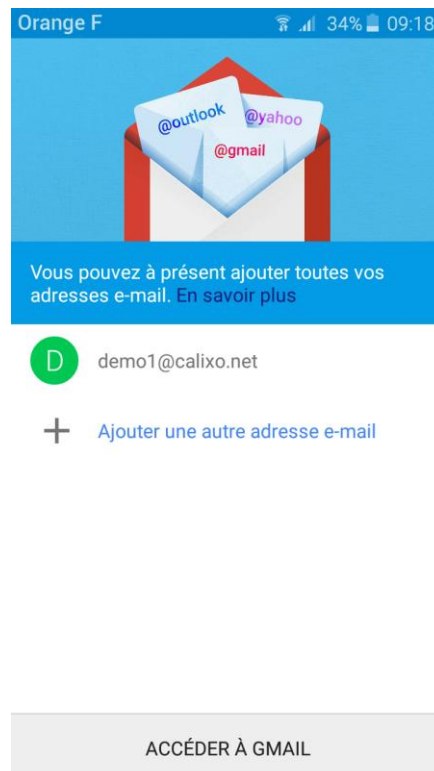 Orange F 34% 09:18
@outlook
@yahoo
@gmail
Vous pouvez à présent ajouter toutes vos
adresses e-mail. En savoir plus
D demo1@calixo.net
+ Ajouter une autre adresse e-mail
ACCÉDER À GMAIL